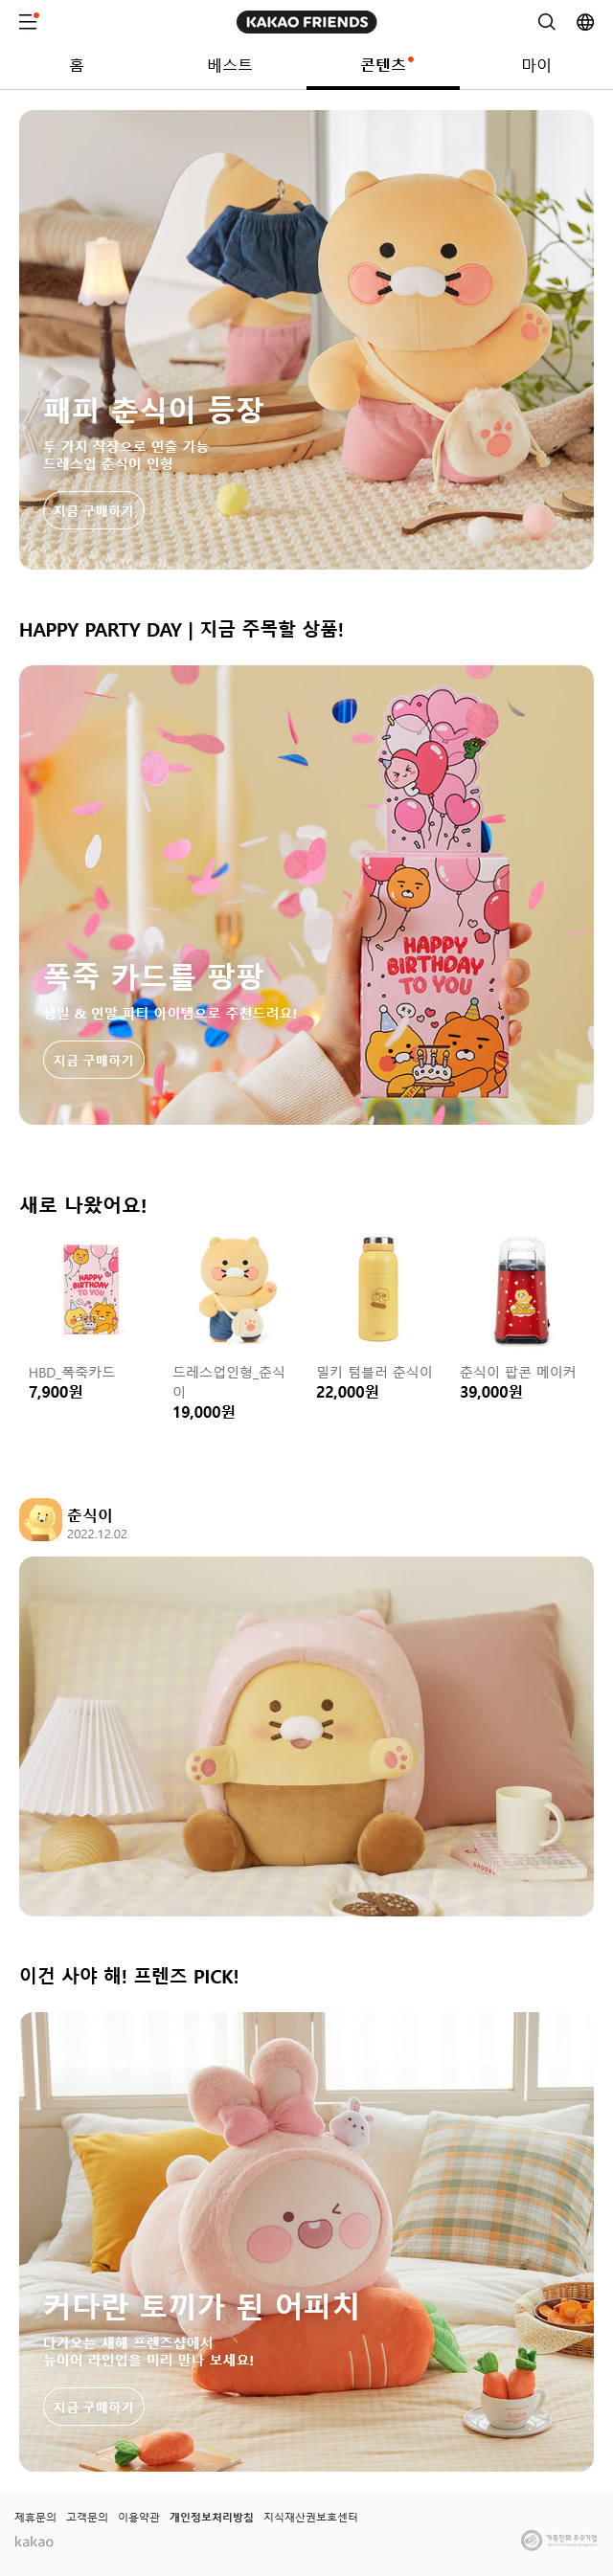 KAKAO FRIENDS
홈 베스트 콘텐츠 마이
패피 춘식이 등장
두 가지 착장으로 연출 가능
드레스업 춘식이 인형
지금 구매하기
HAPPY PARTY DAY | 지금 주목할 상품!
HAPPY
BIRTHDAY
TO YOU
폭죽 카드를 팡팡
생일 & 연말 파티 아이템으로 추천드려요!
지금 구매하기
새로 나왔어요!
HAPPY
BIRTHDAY
TO YOU
HBD_폭죽카드
7,900원
드레스업인형_춘식
이
19,000원
밀키 텀블러 춘식이
22,000원
춘식이 팝콘 메이커
39,000원
춘식이
2022.12.02
이건 사야 해! 프렌즈 PICK!
커다란 토끼가 된 어피치
다가오는 새해 프렌즈샵에서
뉴이어 라인업을 미리 만나 보세요!
지금 구매하기
제휴문의 고객문의 이용약관 개인정보처리방침 지식재산권보호센터
kakao
가족친화 우수기업